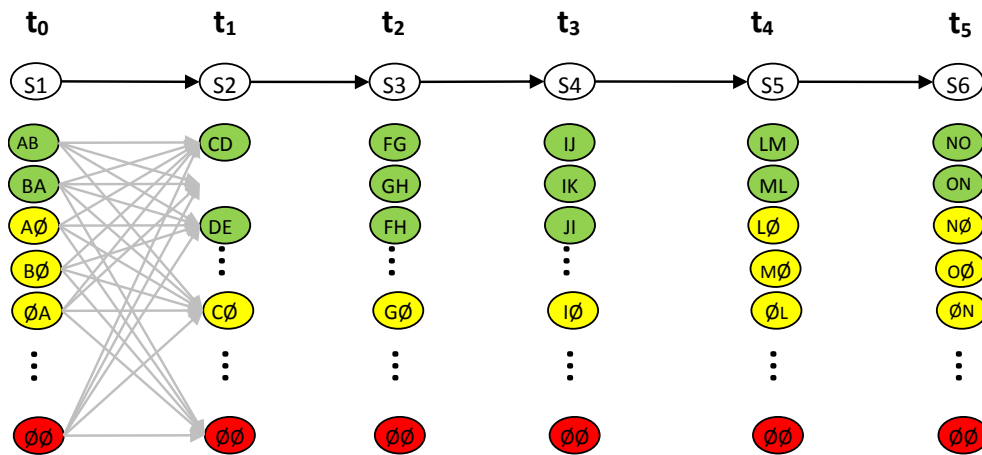 t0 t1 t2 t3 t4 t5
S1 S2 S3 S4 S5 S6
AB CD FG IJ LM NO
BA GH IK ML ON
AØ DE FH JI LØ NØ
BØ MØ OØ
ØA CØ GØ IØ ØL ØN
ØØ ØØ ØØ ØØ ØØ ØØ